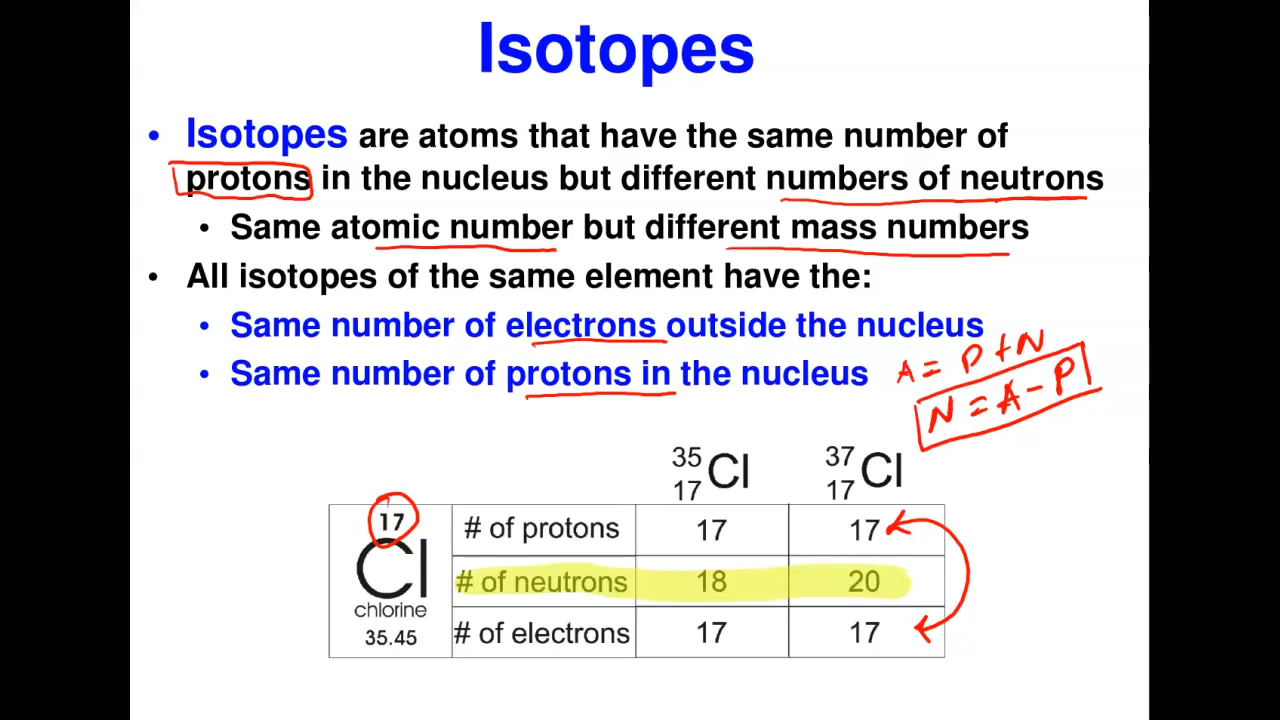 Isotopes
• Isotopes are atoms that have the same number of
protons in the nucleus but different numbers of neutrons
• Same atomic number but different mass numbers
• All isotopes of the same element have the:
• Same number of electrons outside the nucleus
• Same number of protons in the nucleus
A = P + N
N = A - P
35
17 Cl
37
17 Cl
17
Cl
chlorine
35.45
# of protons 17 17
# of neutrons 18 20
# of electrons 17 17